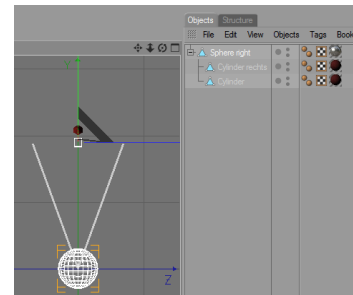 Objects Structure
File Edit View Objects Tags Book
Sphere right
Cylinder rechts
Cylinder
Y
Z